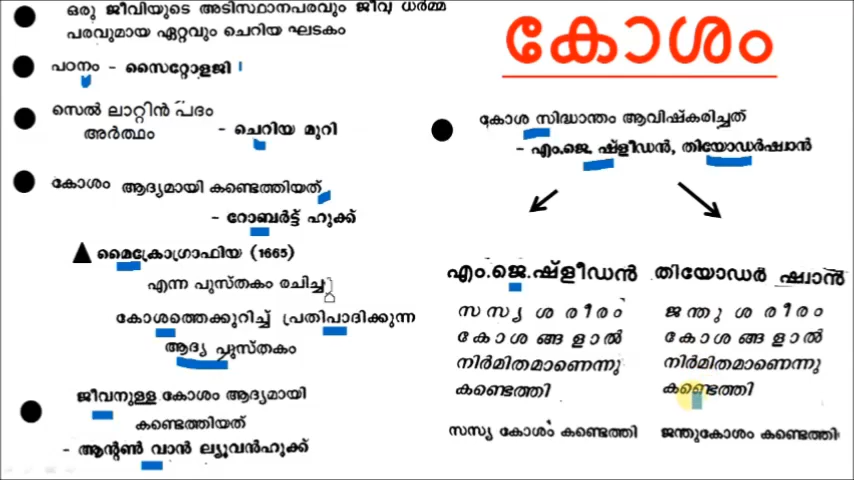 ഒരു ജീവിയുടെ അടിസ്ഥാനപരവും ജീവ ധർമ്മ
പരവുമായ ഏറ്റവും ചെറിയ ഘടകം
പഠനം - സൈറ്റോളജി
സെൽ ലാറ്റിൻ പദം
അർത്ഥം - ചെറിയ മുറി
കോശം ആദ്യമായി കണ്ടെത്തിയത്
- റോബർട്ട് ഹുക്ക്
മൈക്രോഗ്രാഫിയ (1665)
എന്ന പുസ്തകം രചിച്ചു
കോശത്തെക്കുറിച്ച് പ്രതിപാദിക്കുന്ന
ആദ്യ പുസ്തകം
ജീവനുള്ള കോശം ആദ്യമായി
കണ്ടെത്തിയത്
- ആന്റൺ വാൻ ല്യൂവൻഹുക്ക്
കോശം
കോശ സിദ്ധാന്തം ആവിഷ്കരിച്ചത്
- എം.ജെ. ഷ്ളീഡൻ, തിയോഡർഷ്വാൻ
എം.ജെ.ഷ്ളീഡൻ
സസ്യ ശരീരം
കോശങ്ങളാൽ
നിർമിതമാണെന്നു
കണ്ടെത്തി
സസ്യ കോശം കണ്ടെത്തി
തിയോഡർ ഷ്വാൻ
ജന്തു ശരീരം
കോശങ്ങളാൽ
നിർമിതമാണെന്നു
കണ്ടെത്തി
ജന്തുകോശം കണ്ടെത്തി